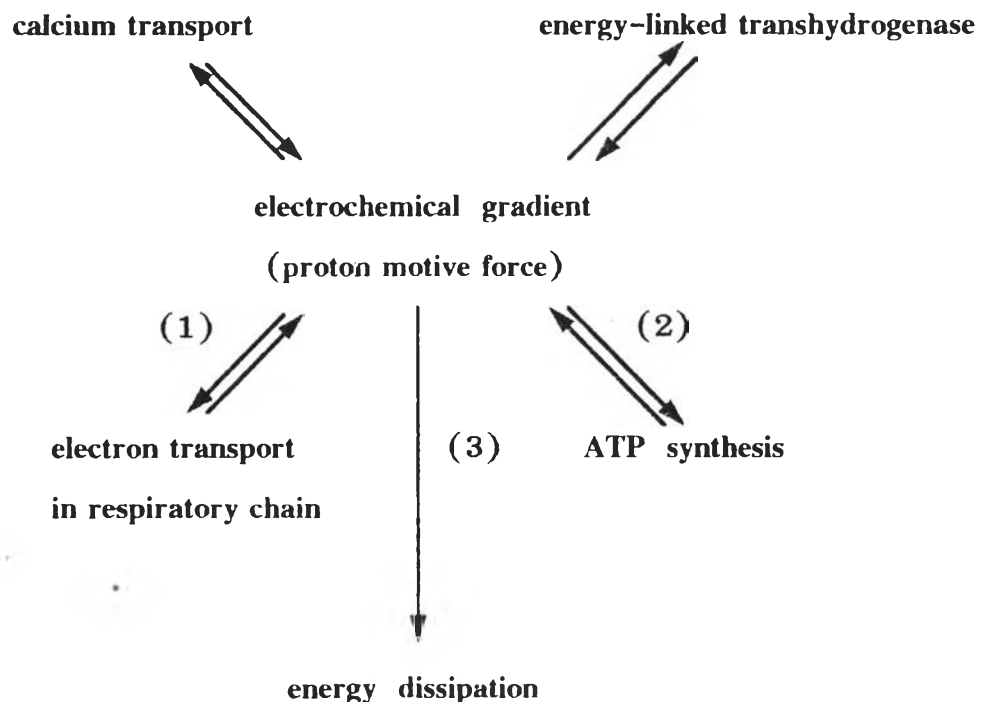 calcium transport
energy-linked transhydrogenase
electrochemical gradient
(proton motive force)
(1)
(2)
electron transport
in respiratory chain
(3)
ATP synthesis
energy dissipation